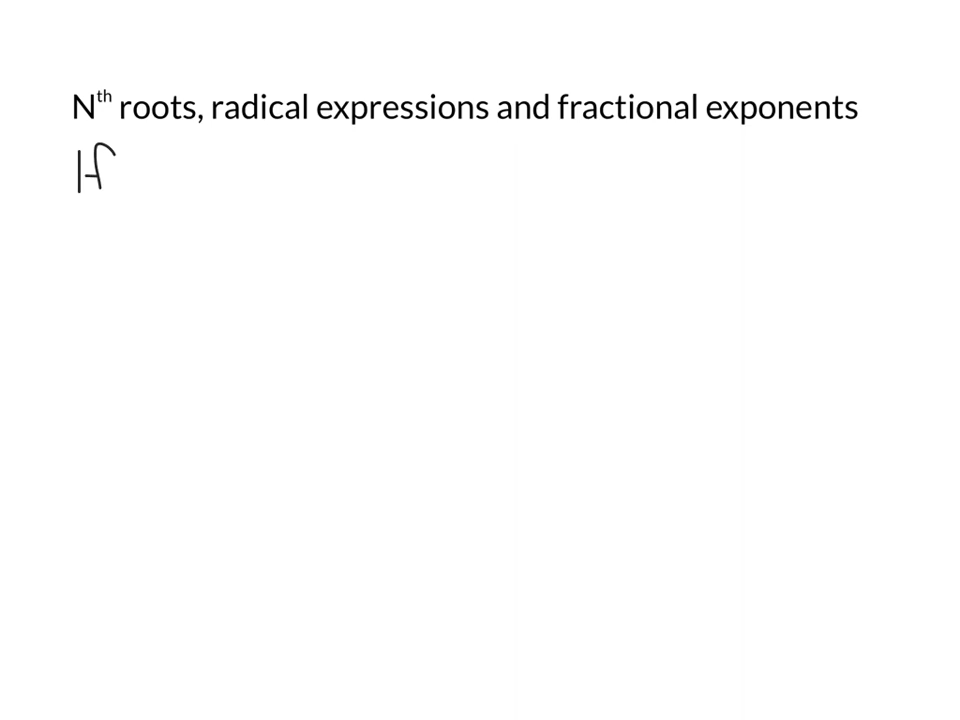 Nth roots, radical expressions and fractional exponents
If